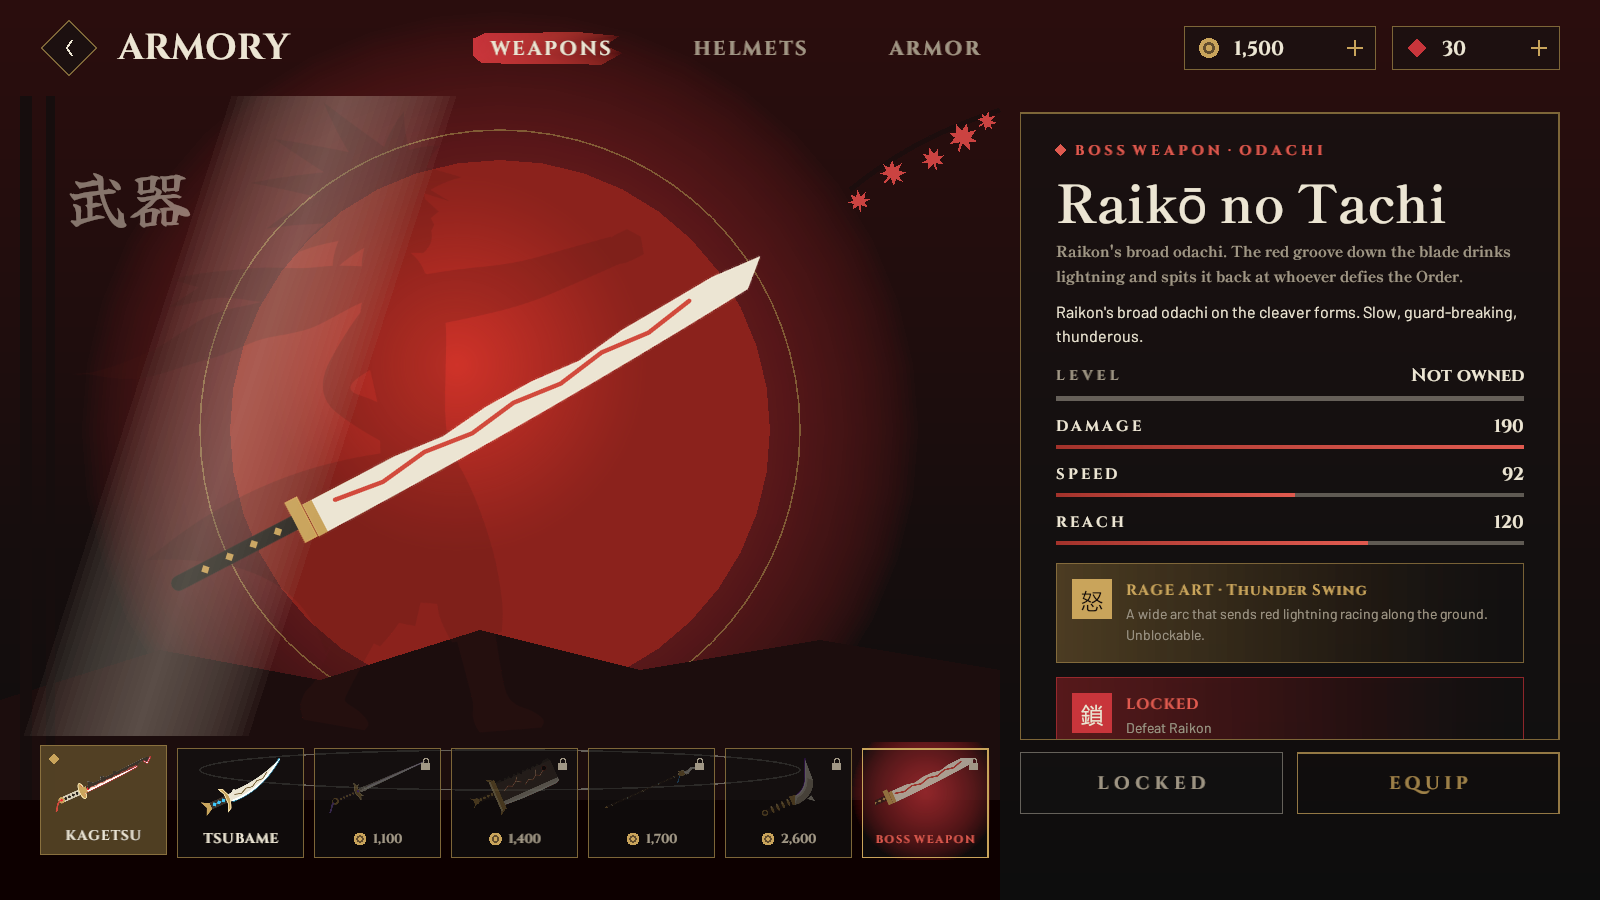 ARMORY
WEAPONS
HELMETS
ARMOR
1,500
30
武器
BOSS WEAPON · ODACHI
Raikō no Tachi
Raikon's broad odachi. The red groove down the blade drinks
lightning and spits it back at whoever defies the Order.
Raikon's broad odachi on the cleaver forms. Slow, guard-breaking,
thunderous.
LEVEL
NOT OWNED
DAMAGE
190
SPEED
92
REACH
120
怒
RAGE ART · THUNDER SWING
A wide arc that sends red lightning racing along the ground.
Unblockable.
鎖
LOCKED
Defeat Raikon
KAGETSU
TSUBAME
1,100
1,400
1,700
2,600
BOSS WEAPON
LOCKED
EQUIP